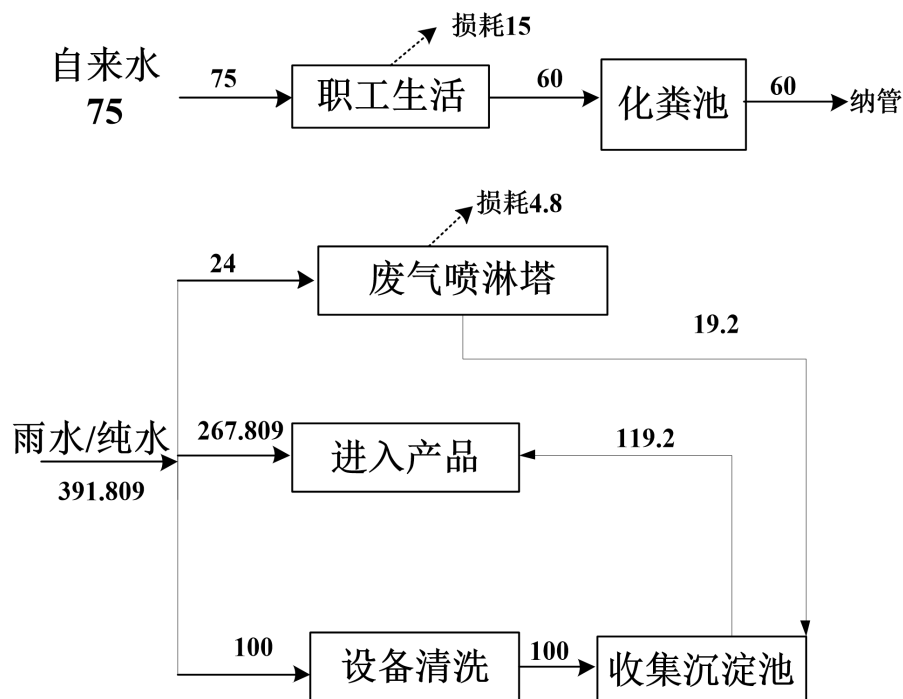 损耗15
自来水
75
75
职工生活
60
化粪池
60
纳管
损耗4.8
24
废气喷淋塔
19.2
雨水/纯水
391.809
267.809
进入产品
119.2
100
设备清洗
100
收集沉淀池